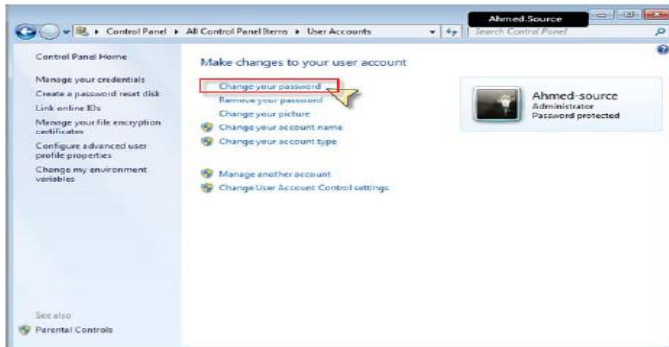 Ahmed.Source
Control Panel ▸ All Control Panel Items ▸ User Accounts
Search Control Panel
Control Panel Home
Manage your credentials
Create a password reset disk
Link online IDs
Manage your file encryption
certificates
Configure advanced user
profile properties
Change my environment
variables
See also
Parental Controls
Make changes to your user account
Change your password
Remove your password
Change your picture
Change your account name
Change your account type
Manage another account
Change User Account Control settings
Ahmed-source
Administrator
Password protected